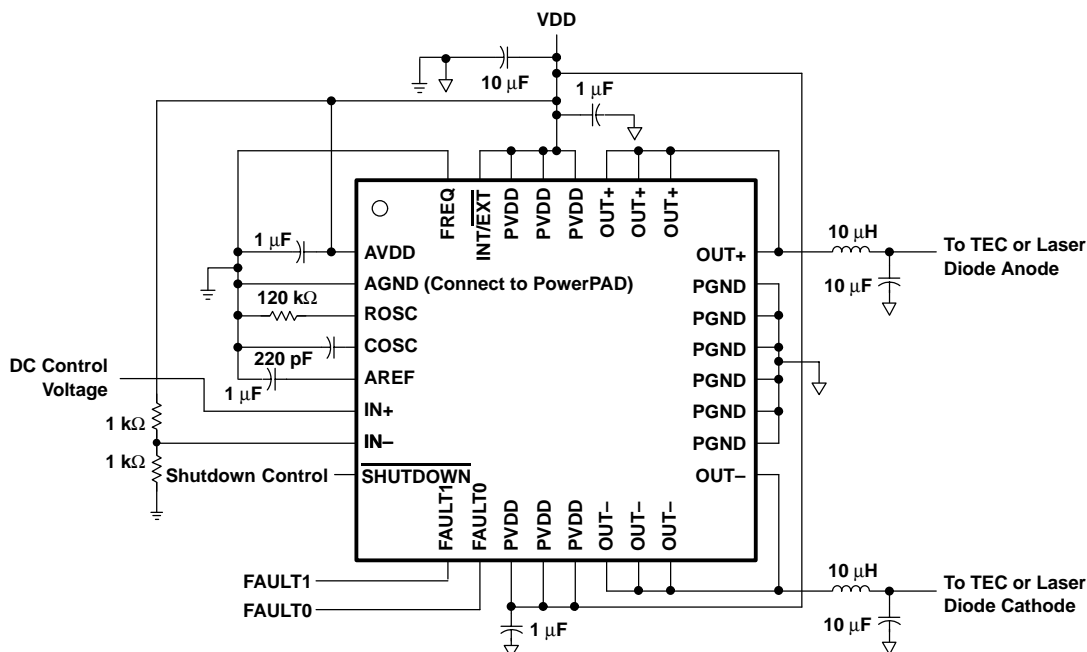 VDD
10 μF
1 μF
FREQ
INT/EXT
PVDD
PVDD
PVDD
OUT+
OUT+
OUT+
1 μF
AVDD
AGND (Connect to PowerPAD)
120 kΩ
ROSC
COSC
220 pF
AREF
1 μF
DC Control
Voltage
IN+
1 kΩ
IN–
1 kΩ
Shutdown Control
SHUTDOWN
OUT+
PGND
PGND
PGND
PGND
PGND
PGND
OUT–
10 μH
To TEC or Laser
Diode Anode
10 μF
FAULT1
FAULT0
PVDD
PVDD
PVDD
OUT–
OUT–
OUT–
FAULT1
FAULT0
1 μF
10 μH
To TEC or Laser
Diode Cathode
10 μF